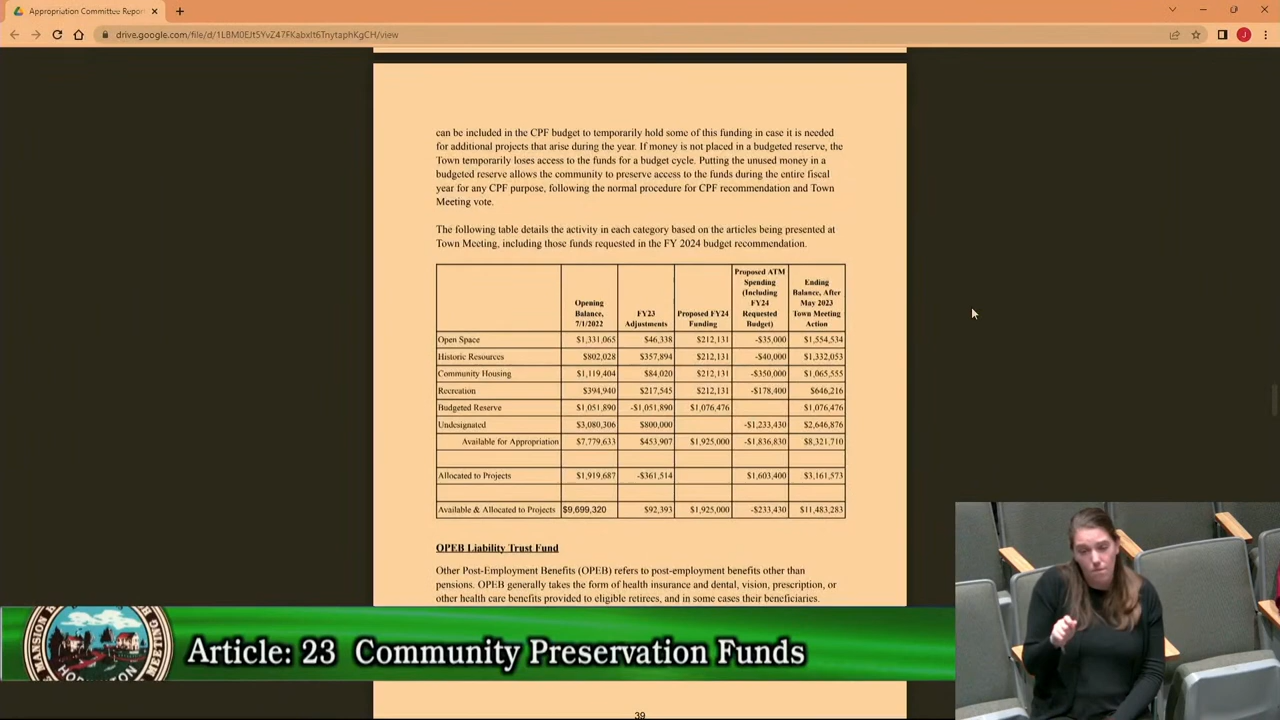 Appropriation Committee Repor
drive.google.com/file/d/1LBM0EJtSYvZ47FKabxIt6TnytaphKgCH/view
can be included in the CPF budget to temporarily hold some of this funding in case it is needed
for additional projects that arise during the year. If money is not placed in a budgeted reserve, the
Town temporarily loses access to the funds for a budget cycle. Putting the unused money in a
budgeted reserve allows the community to preserve access to the funds during the entire fiscal
year for any CPF purpose, following the normal procedure for CPF recommendation and Town
Meeting vote.
The following table details the activity in each category based on the articles being presented at
Town Meeting, including those funds requested in the FY 2024 budget recommendation.
Opening Balance, 7/1/2022 FY23 Adjustments Proposed FY24 Funding Proposed ATM Spending (Including FY24 Requested Budget) Ending Balance, After May 2023 Town Meeting Action
Open Space $1,331,065 $46,338 $212,131 -$35,000 $1,554,534
Historic Resources $802,028 $357,894 $212,131 -$40,000 $1,332,053
Community Housing $1,119,404 $84,020 $212,131 -$350,000 $1,065,555
Recreation $394,940 $217,545 $212,131 -$178,400 $646,216
Budgeted Reserve $1,051,890 -$1,051,890 $1,076,476 $1,076,476
Undesignated $3,080,306 $800,000 -$1,233,430 $2,646,876
Available for Appropriation $7,779,633 $453,907 $1,925,000 -$1,836,830 $8,321,710
Allocated to Projects $1,919,687 -$361,514 $1,603,400 $3,161,573
Available & Allocated to Projects $9,699,320 $92,393 $1,925,000 -$233,430 $11,483,283
OPEB Liability Trust Fund
Other Post-Employment Benefits (OPEB) refers to post-employment benefits other than
pensions. OPEB generally takes the form of health insurance and dental, vision, prescription, or
other health care benefits provided to eligible retirees, and in some cases their beneficiaries.
Article: 23 Community Preservation Funds
39
J